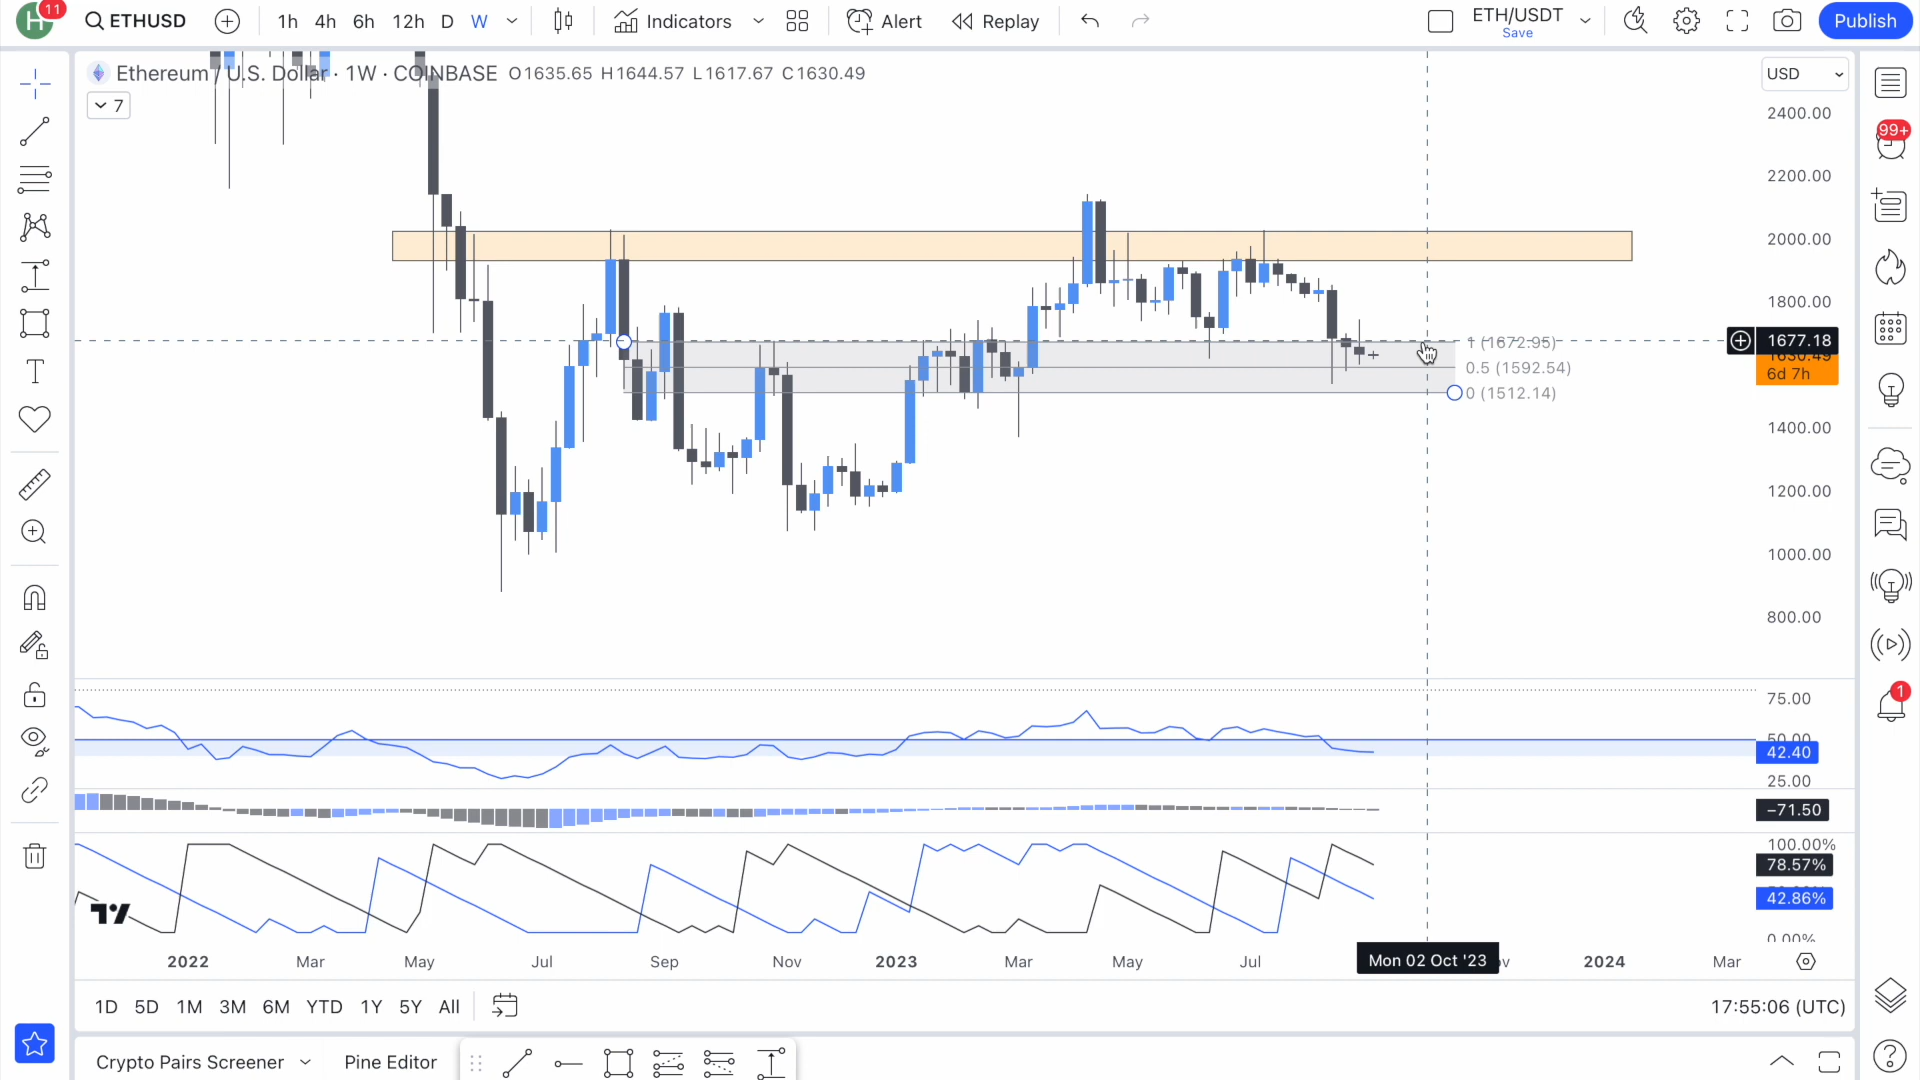 H
11
ETHUSD
1h 4h 6h 12h D W
Indicators
Alert
Replay
ETH/USDT
Save
Publish
Ethereum / U.S. Dollar · 1W · COINBASE O1635.65 H1644.57 L1617.67 C1630.49
7
USD
2400.00
99+
2200.00
2000.00
1800.00
1 (1672.95)
1677.18
1630.49
6d 7h
0.5 (1592.54)
0 (1512.14)
1400.00
1200.00
1000.00
800.00
1
75.00
50.00
42.40
25.00
−71.50
100.00%
78.57%
42.86%
0.00%
2022 Mar May Jul Sep Nov 2023 Mar May Jul Mon 02 Oct '23 2024 Mar
1D 5D 1M 3M 6M YTD 1Y 5Y All
17:55:06 (UTC)
Crypto Pairs Screener
Pine Editor